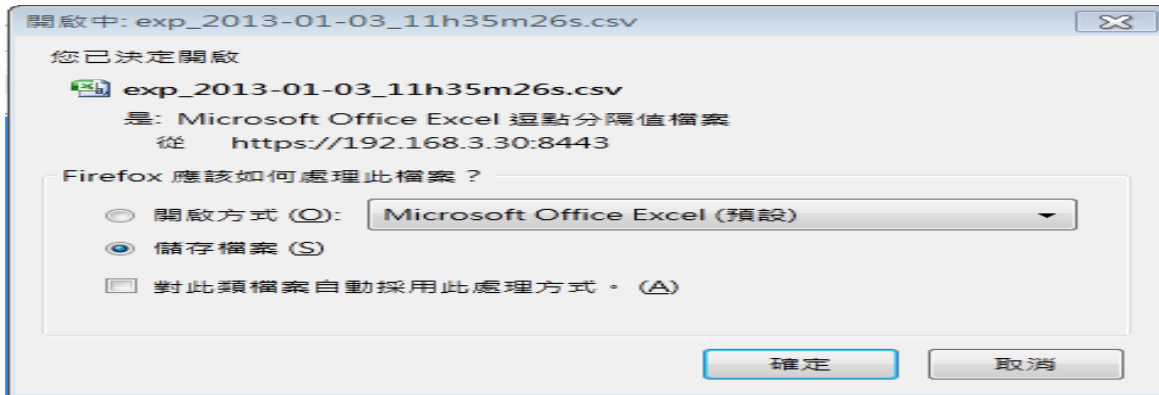 開啟中: exp_2013-01-03_11h35m26s.csv
您已決定開啟
exp_2013-01-03_11h35m26s.csv
是: Microsoft Office Excel 逗點分隔值檔案
從 https://192.168.3.30:8443
Firefox 應該如何處理此檔案？
開啟方式 (O): Microsoft Office Excel (預設)
儲存檔案 (S)
對此類檔案自動採用此處理方式。 (A)
確定 取消